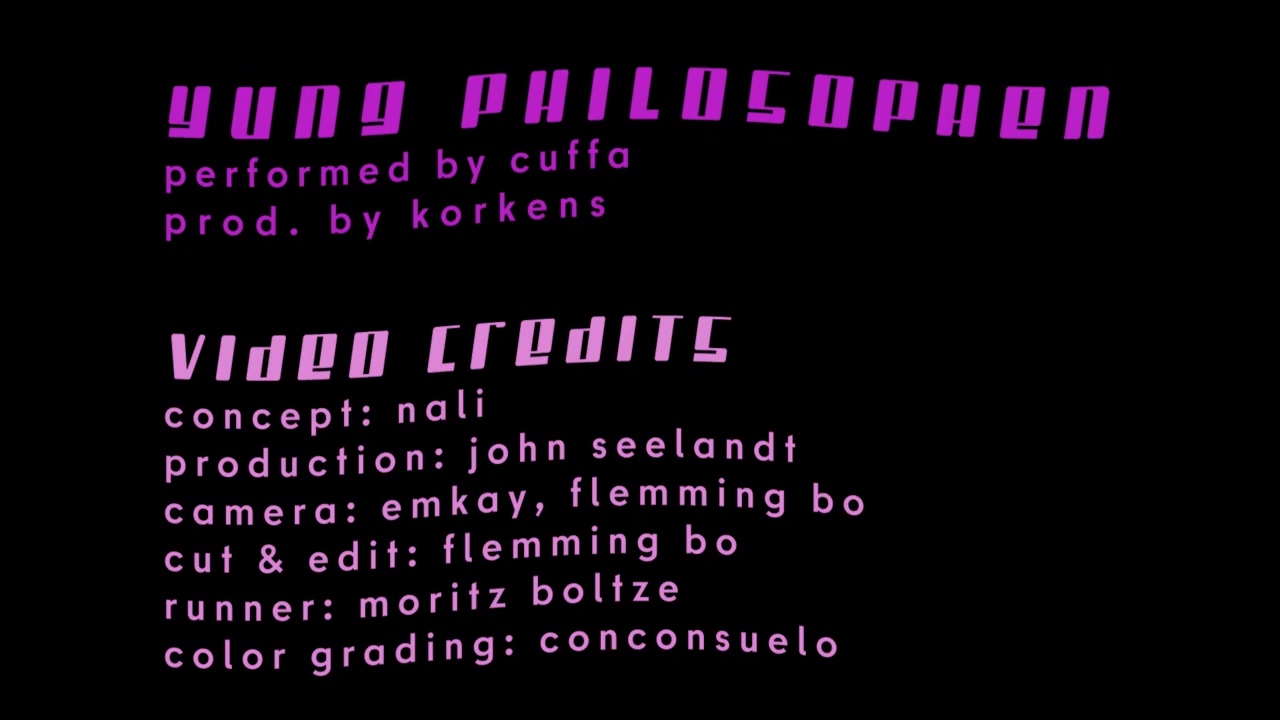 yung PHILOSOPHen
performed by cuffa
prod. by korkens
VIdeo CredITS
concept: nali
production: john seelandt
camera: emkay, flemming bo
cut & edit: flemming bo
runner: moritz boltze
color grading: conconsuelo